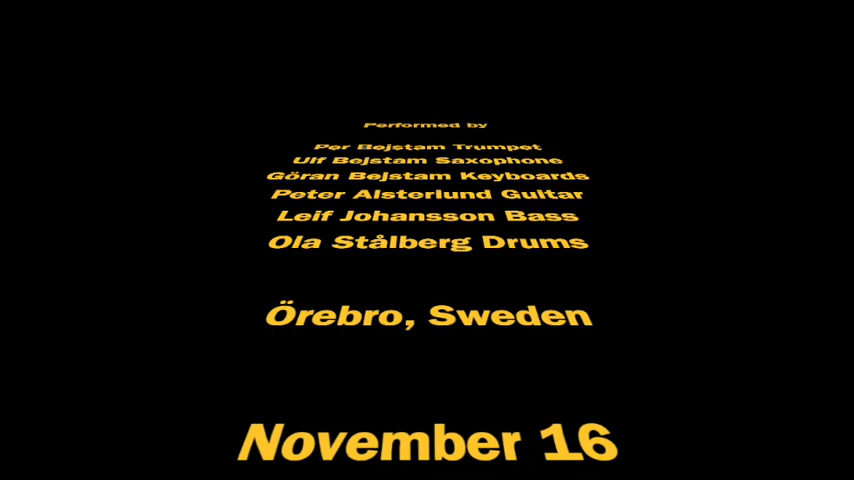 Performed by
Per Bejstam Trumpet
Ulf Bejstam Saxophone
Göran Bejstam Keyboards
Peter Alsterlund Guitar
Leif Johansson Bass
Ola Stålberg Drums
Örebro, Sweden
November 16